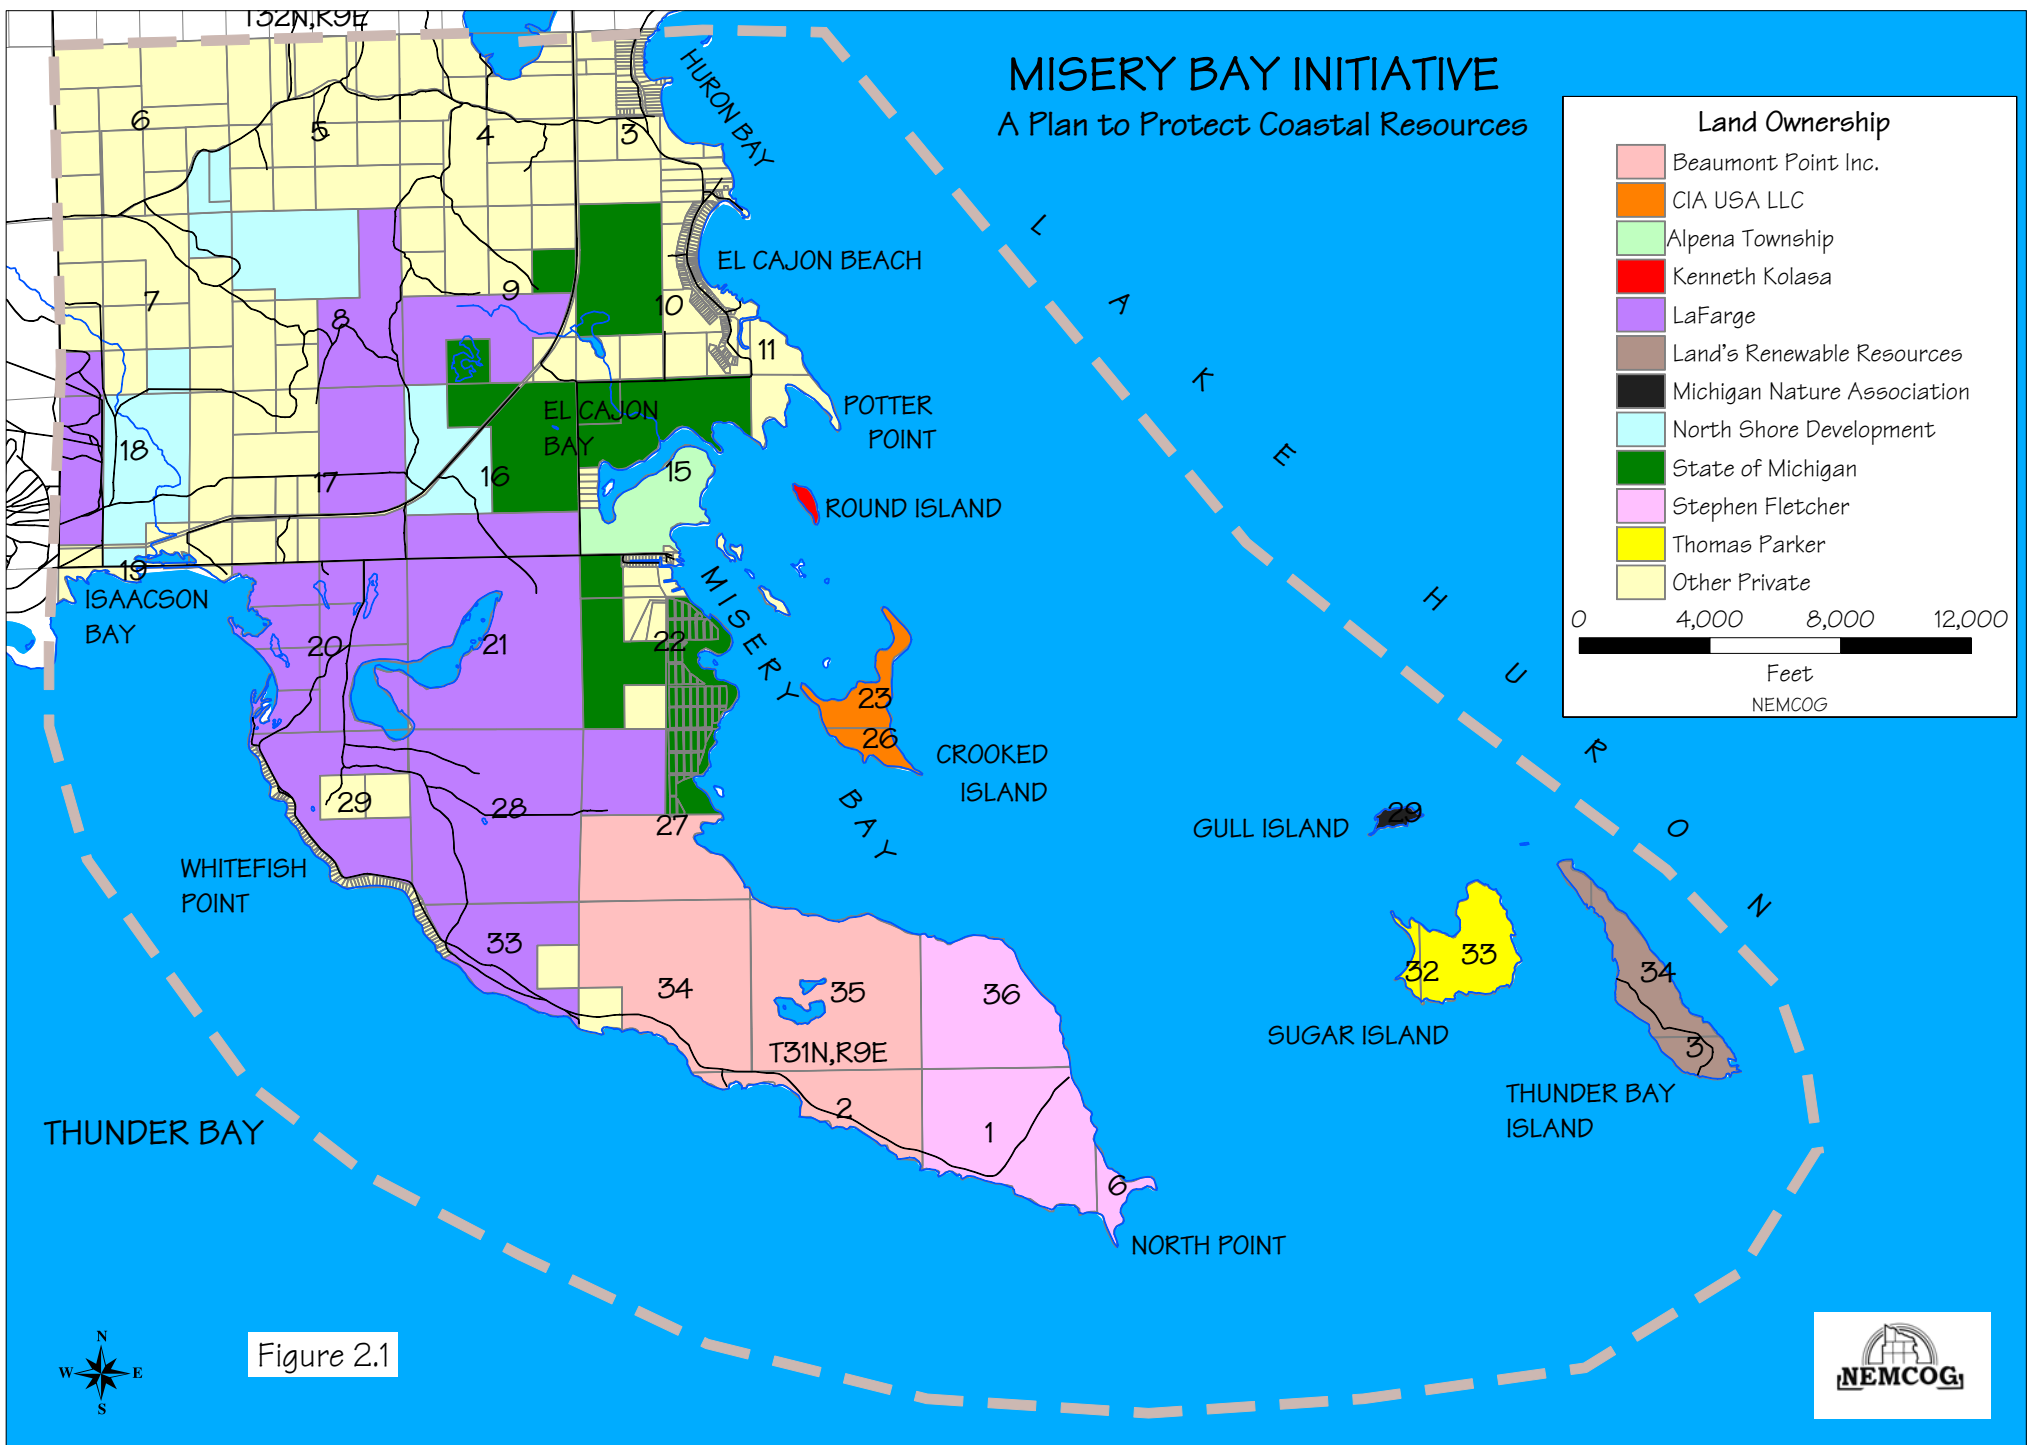 T32N,R9E
MISERY BAY INITIATIVE
A Plan to Protect Coastal Resources
Land Ownership
Beaumont Point Inc.
CIA USA LLC
Alpena Township
Kenneth Kolasa
LaFarge
Land's Renewable Resources
Michigan Nature Association
North Shore Development
State of Michigan
Stephen Fletcher
Thomas Parker
Other Private
0 4,000 8,000 12,000
Feet
NEMCOG
HURON BAY
6
5
4
3
EL CAJON BEACH
7
8
9
10
11
POTTER
POINT
EL CAJON
BAY
18
17
16
15
ROUND ISLAND
19
ISAACSON
BAY
MISERY
BAY
20
21
22
23
26
CROOKED
ISLAND
LAKE
HURON
29
28
27
WHITEFISH
POINT
GULL ISLAND
29
33
34
35
36
T31N,R9E
2
1
6
NORTH POINT
32
33
SUGAR ISLAND
34
3
THUNDER BAY
ISLAND
THUNDER BAY
N
W E
S
Figure 2.1
NEMCOG